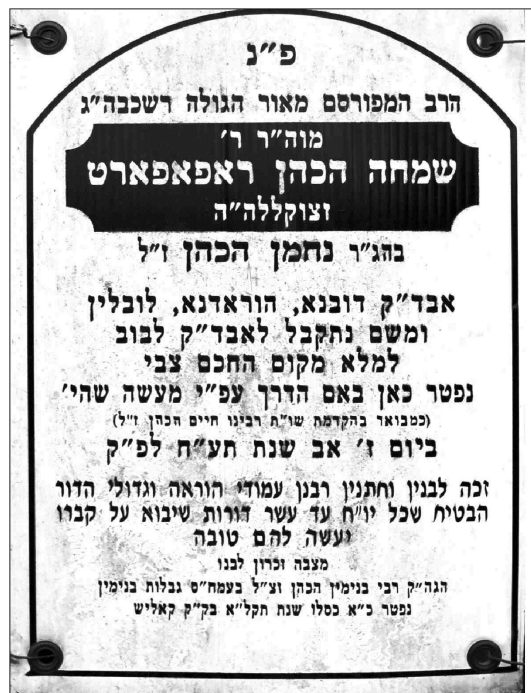 פ״נ
הרב המפורסם מאור הגולה רשכבה״ג
מוה״ר ר׳
שמחה הכהן ראפאפארט
זצוקללה״ה
בהג״ר נחמן הכהן ז״ל
אבד״ק דובנא, הוראדנא, לובלין
ומשם נתקבל לאבד״ק לבוב
למלא מקום החכם צבי
נפטר כאן באם הדרך עפ״י מעשה שהי׳
(כמבואר בהקדמת שו״ת רבינו חיים הכהן ז״ל)
ביום ז׳ אב שנת תע״ח לפ״ק
זכה לבנין וחתנין רבנן עמודי הוראה וגדולי הדור
הבטיח שכל יו״ח עד עשר דורות שיבוא על קברו
יעשה להם טובה
מצבה זכרון לבנו
הגה״ק רבי בנימין הכהן זצ״ל בעמח״ס גבלות בנימין
נפטר כ״א כסלו שנת תקל״א בק״ק קאליש